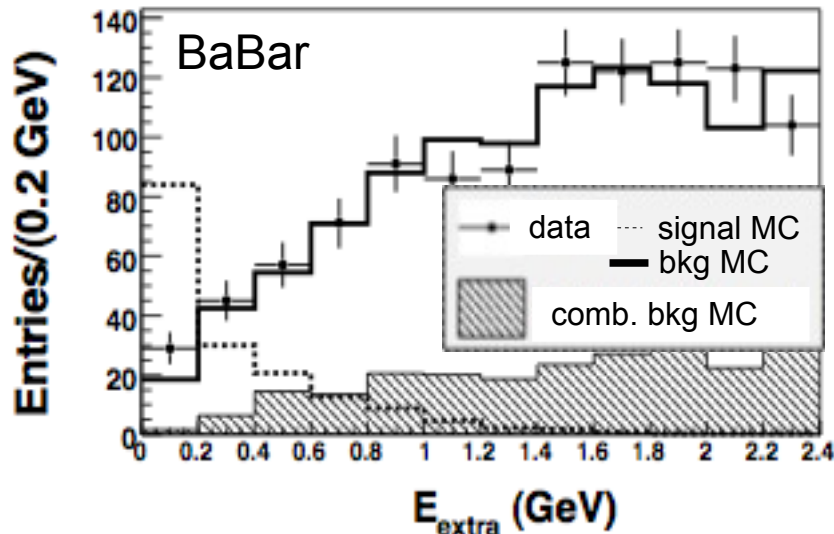 BaBar
Entries/(0.2 GeV)
140
120
100
80
60
40
20
0
data
signal MC
bkg MC
comb. bkg MC
0 0.2 0.4 0.6 0.8 1 1.2 1.4 1.6 1.8 2 2.2 2.4
E_extra (GeV)